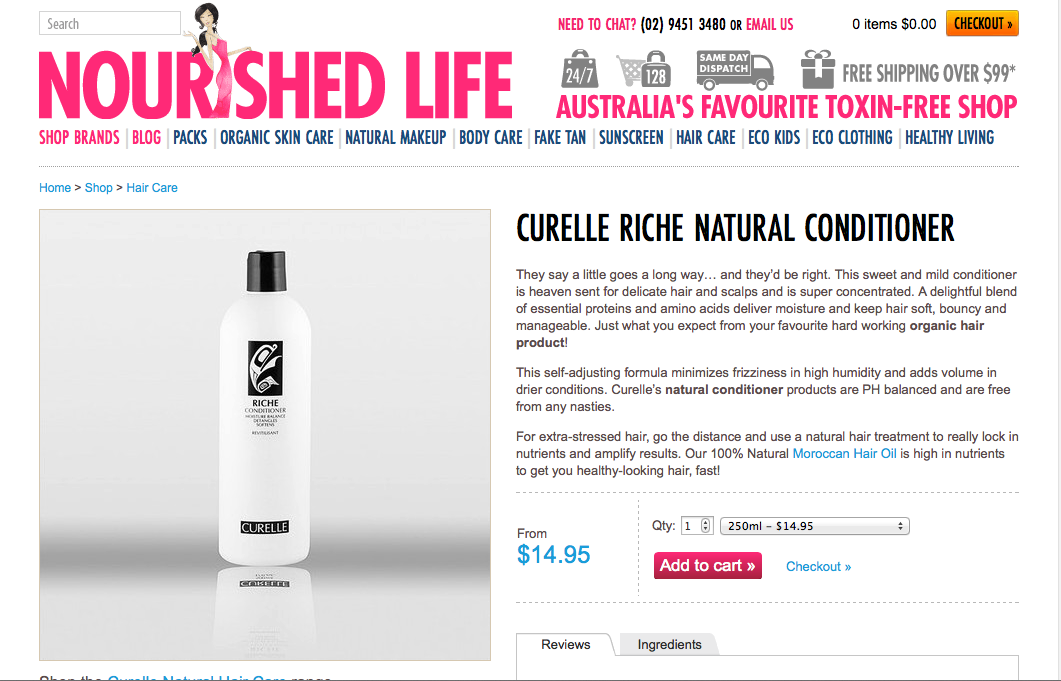 Search
NEED TO CHAT? (02) 9451 3480 OR EMAIL US
0 items $0.00
CHECKOUT »
NOURISHED LIFE
24/7
128
SAME DAY
DISPATCH
FREE SHIPPING OVER $99*
AUSTRALIA'S FAVOURITE TOXIN-FREE SHOP
SHOP BRANDS | BLOG | PACKS | ORGANIC SKIN CARE | NATURAL MAKEUP | BODY CARE | FAKE TAN | SUNSCREEN | HAIR CARE | ECO KIDS | ECO CLOTHING | HEALTHY LIVING
Home > Shop > Hair Care
RICHE
CONDITIONER
MOISTURE BALANCE
DETANGLES
SOFTENS
REVITALISANT
CURELLE
CURELLE RICHE NATURAL CONDITIONER
They say a little goes a long way… and they'd be right. This sweet and mild conditioner
is heaven sent for delicate hair and scalps and is super concentrated. A delightful blend
of essential proteins and amino acids deliver moisture and keep hair soft, bouncy and
manageable. Just what you expect from your favourite hard working organic hair
product!
This self-adjusting formula minimizes frizziness in high humidity and adds volume in
drier conditions. Curelle's natural conditioner products are PH balanced and are free
from any nasties.
For extra-stressed hair, go the distance and use a natural hair treatment to really lock in
nutrients and amplify results. Our 100% Natural Moroccan Hair Oil is high in nutrients
to get you healthy-looking hair, fast!
From
$14.95
Qty: 1
250ml – $14.95
Add to cart »
Checkout »
Reviews
Ingredients
Shop the Curelle Natural Hair Care range